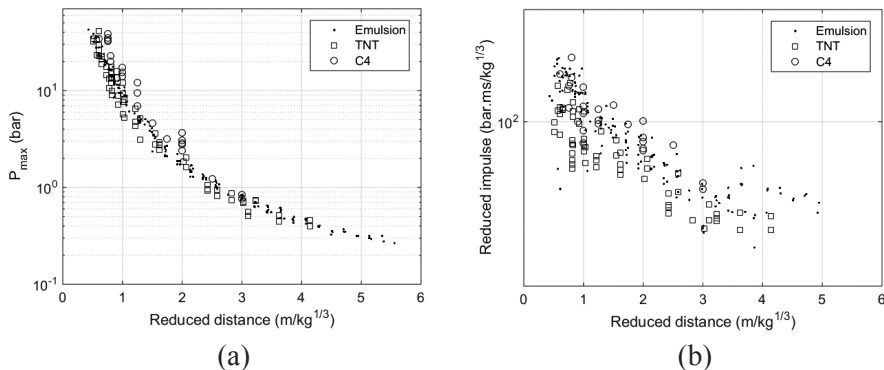 Emulsion
TNT
C4
10^1
10^0
10^-1
P_max (bar)
0 1 2 3 4 5 6
Reduced distance (m/kg^1/3)
(a)
Emulsion
TNT
C4
10^2
Reduced impulse (bar.ms/kg^1/3)
0 1 2 3 4 5 6
Reduced distance (m/kg^1/3)
(b)